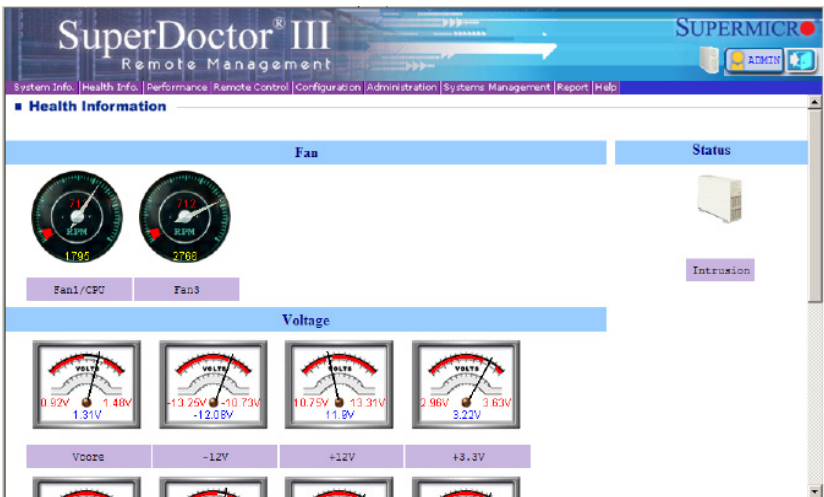 SuperDoctor® III
Remote Management
SUPERMICRO
ADMIN
System Info. Health Info. Performance Remote Control Configuration Administration Systems Management Report Help
Health Information
Fan
Status
712 712
RPM RPM
1795 2766
Fan1/CPU Fan3
Intrusion
Voltage
VOLTS VOLTS VOLTS VOLTS
0.92V 1.48V -13.25V -10.73V 10.75V 13.31V 2.96V 3.63V
1.31V -12.08V 11.8V 3.22V
Vcore -12V +12V +3.3V